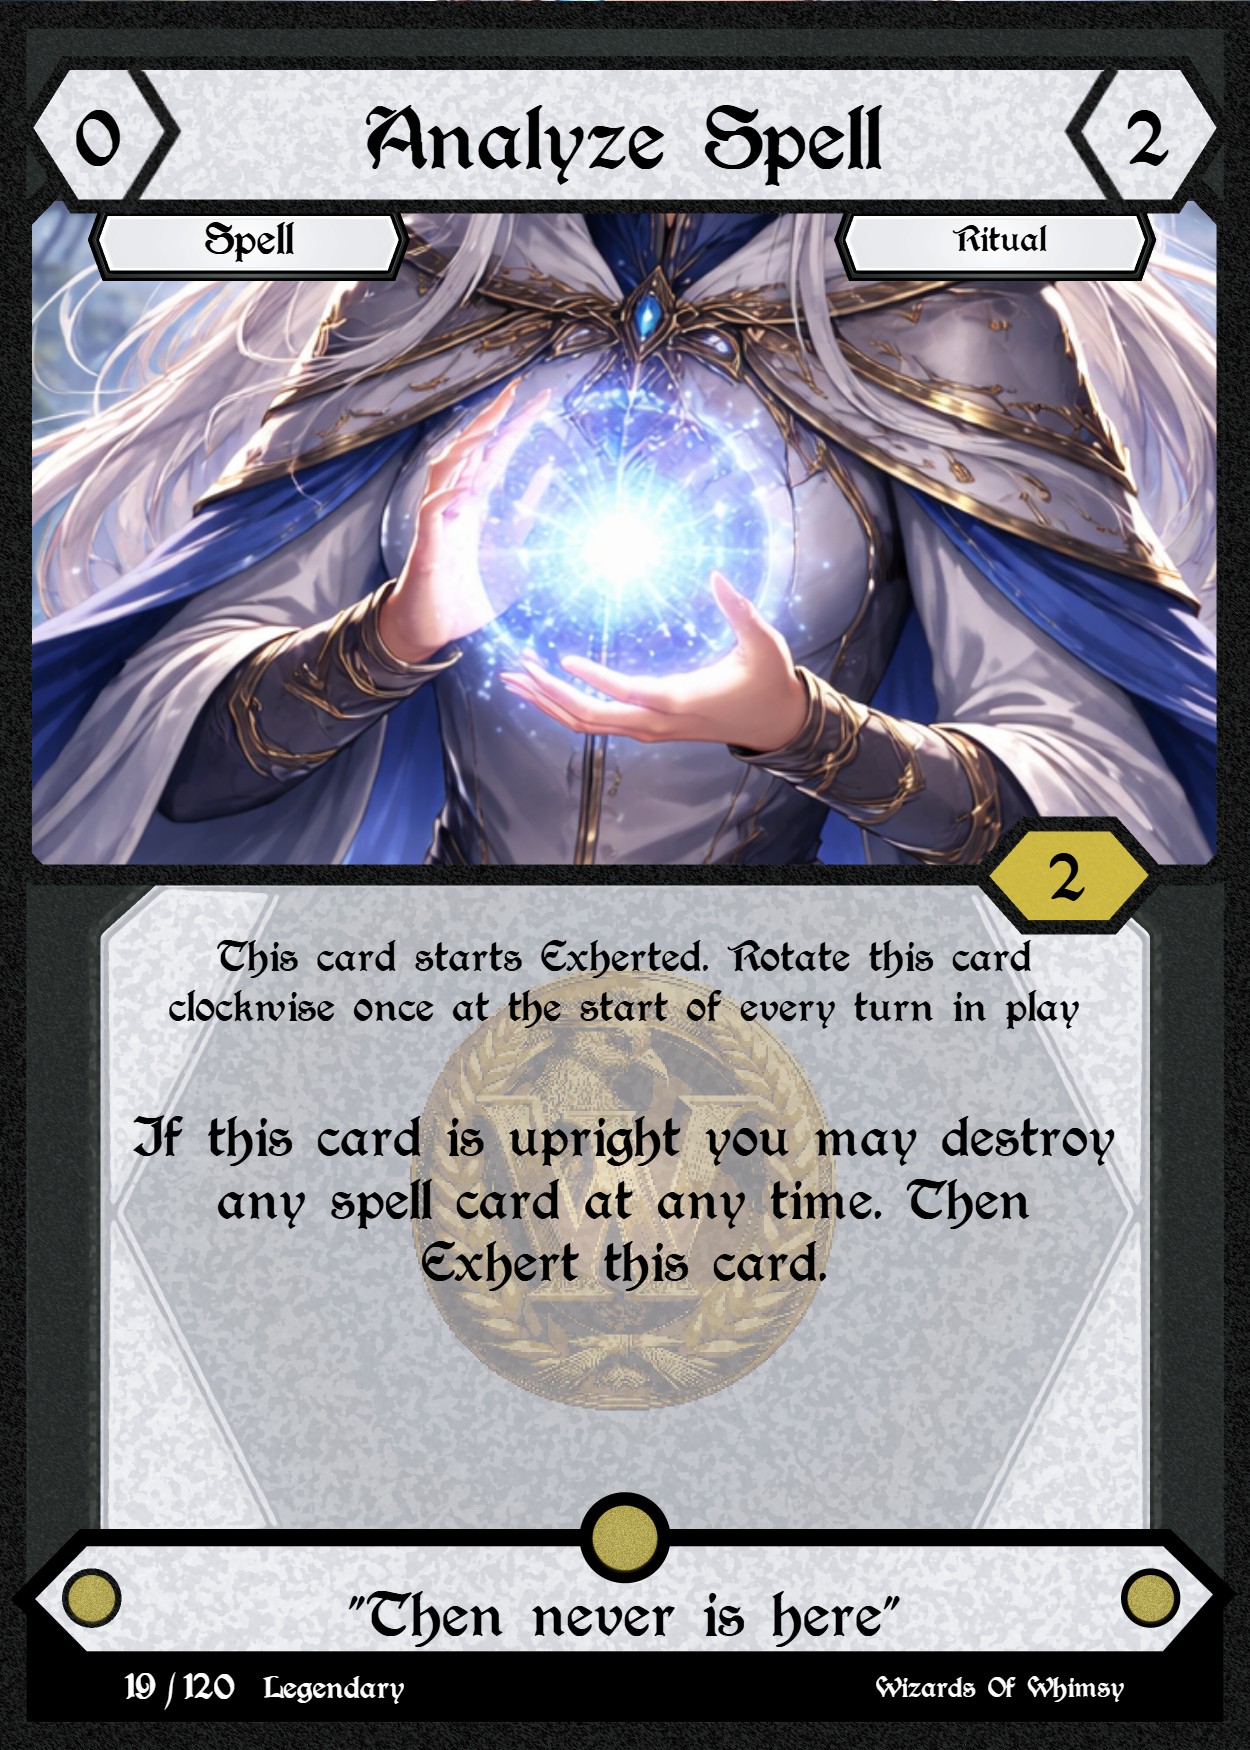 0 Analyze Spell 2
Spell Ritual
2
This card starts Exherted. Rotate this card
clockwise once at the start of every turn in play
If this card is upright you may destroy
any spell card at any time. Then
Exhert this card.
W
"Then never is here"
19 / 120 Legendary Wizards Of Whimsy